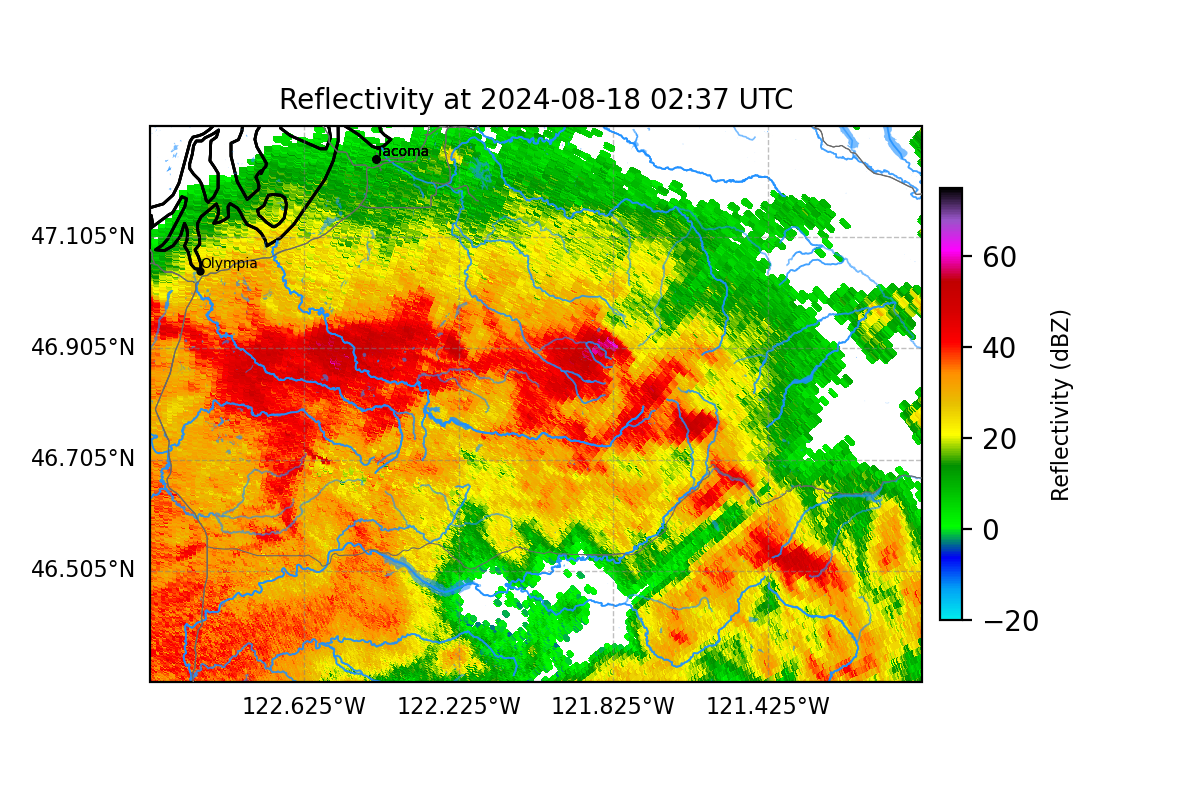 Reflectivity at 2024-08-18 02:37 UTC
Tacoma
Olympia
47.105°N
46.905°N
46.705°N
46.505°N
122.625°W
122.225°W
121.825°W
121.425°W
60
40
20
0
−20
Reflectivity (dBZ)